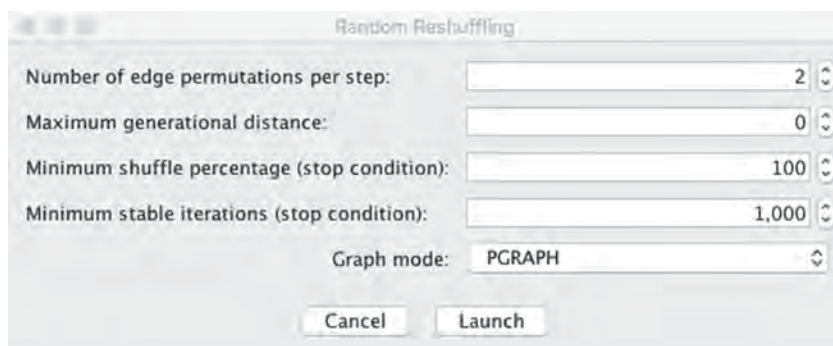 Random Reshuffling
Number of edge permutations per step: 2
Maximum generational distance: 0
Minimum shuffle percentage (stop condition): 100
Minimum stable iterations (stop condition): 1,000
Graph mode: PGRAPH
Cancel Launch